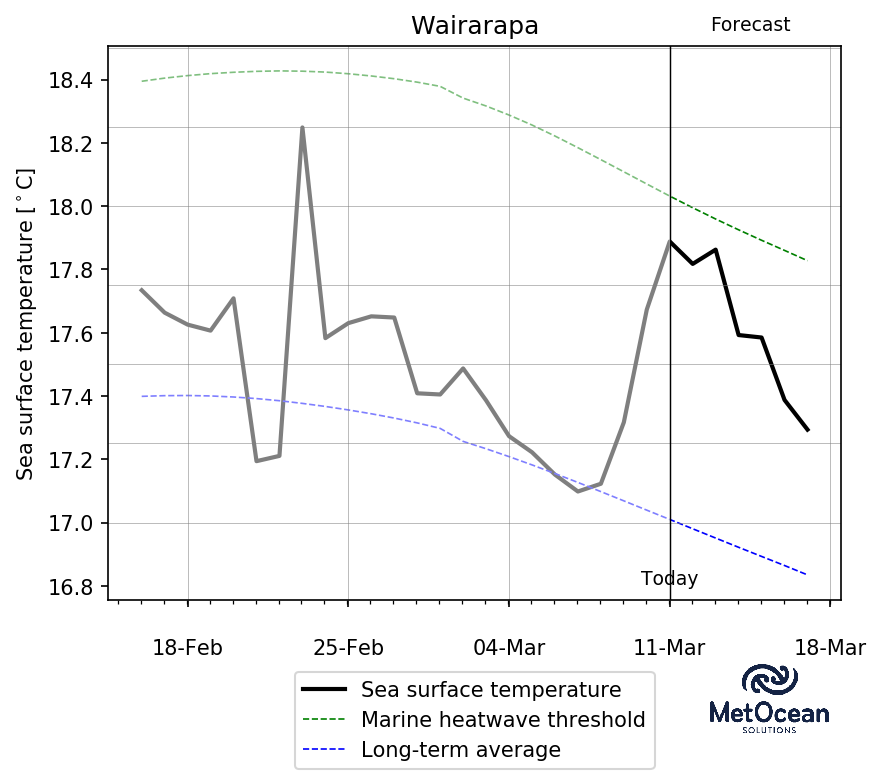 Wairarapa
Forecast
Sea surface temperature [°C]
18.4
18.2
18.0
17.8
17.6
17.4
17.2
17.0
16.8
Today
18-Feb 25-Feb 04-Mar 11-Mar 18-Mar
Sea surface temperature
Marine heatwave threshold
Long-term average
MetOcean
SOLUTIONS